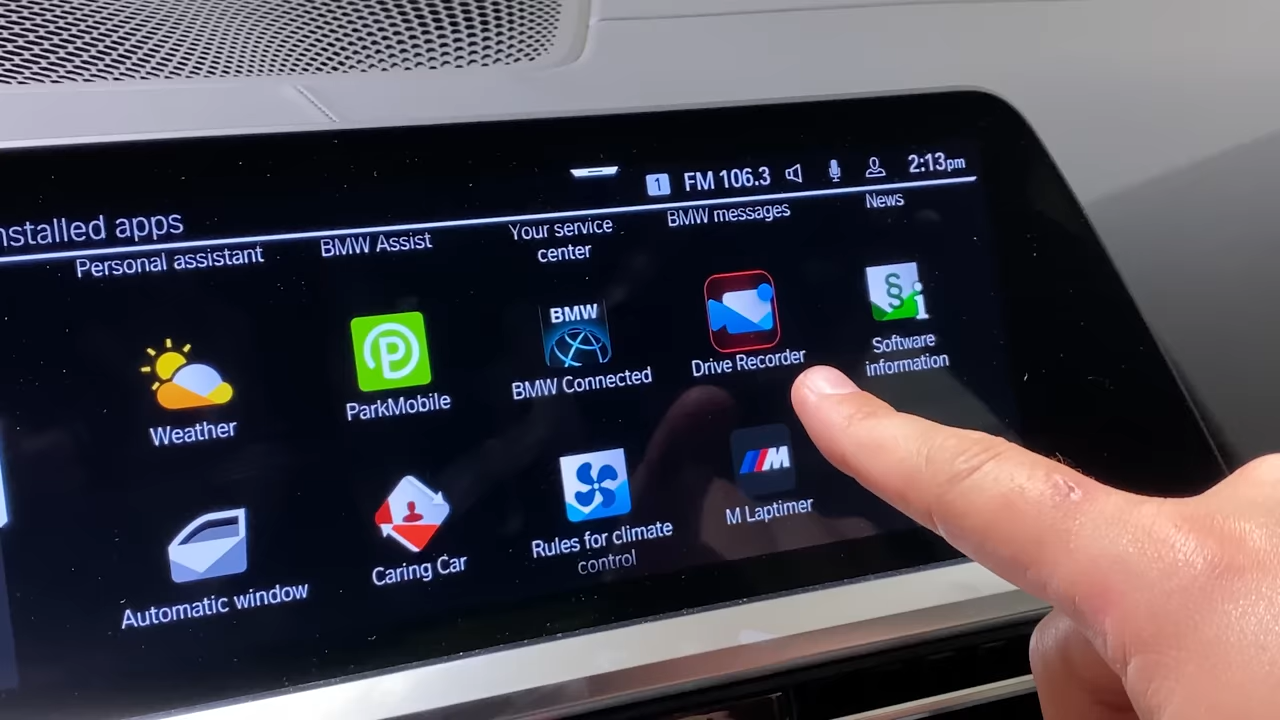 1 FM 106.3 2:13pm
nstalled apps
Personal assistant
BMW Assist
Your service
center
BMW messages
News
Weather
ParkMobile
BMW
BMW Connected
Drive Recorder
§ i
Software
information
Automatic window
Caring Car
Rules for climate
control
M
M Laptimer